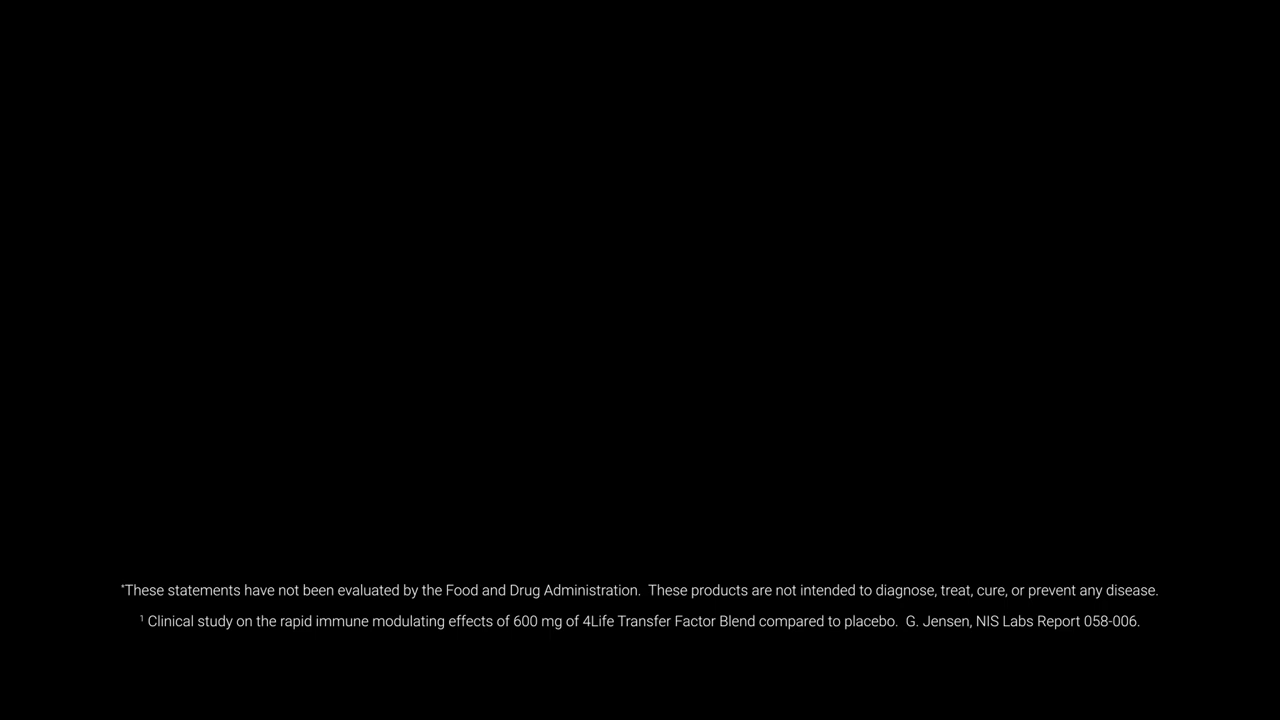 *These statements have not been evaluated by the Food and Drug Administration.  These products are not intended to diagnose, treat, cure, or prevent any disease.
¹ Clinical study on the rapid immune modulating effects of 600 mg of 4Life Transfer Factor Blend compared to placebo.  G. Jensen, NIS Labs Report 058-006.